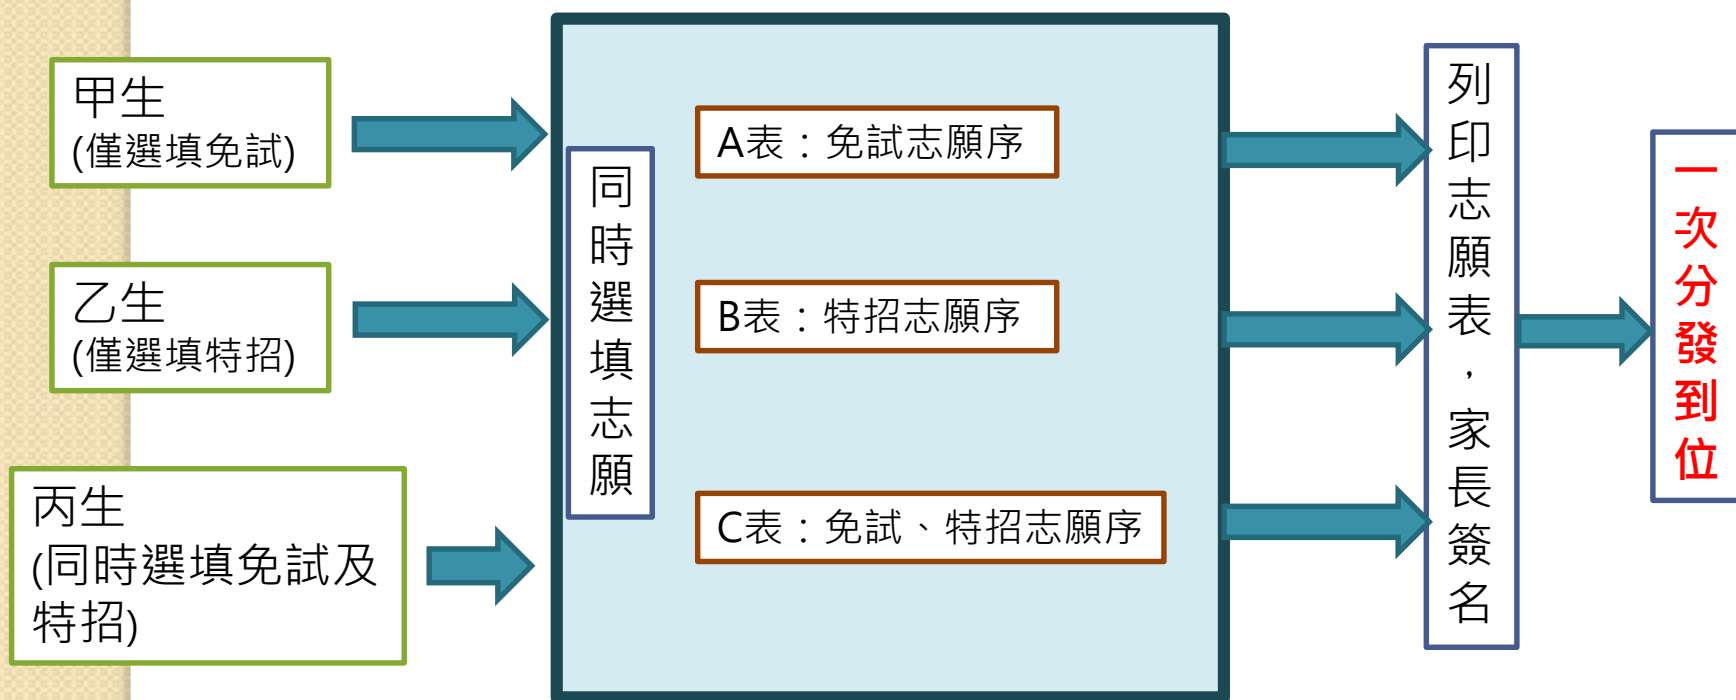 甲生
(僅選填免試)
乙生
(僅選填特招)
丙生
(同時選填免試及
特招)
同時選填志願
A表：免試志願序
B表：特招志願序
C表：免試、特招志願序
列印志願表，家長簽名
一次分發到位